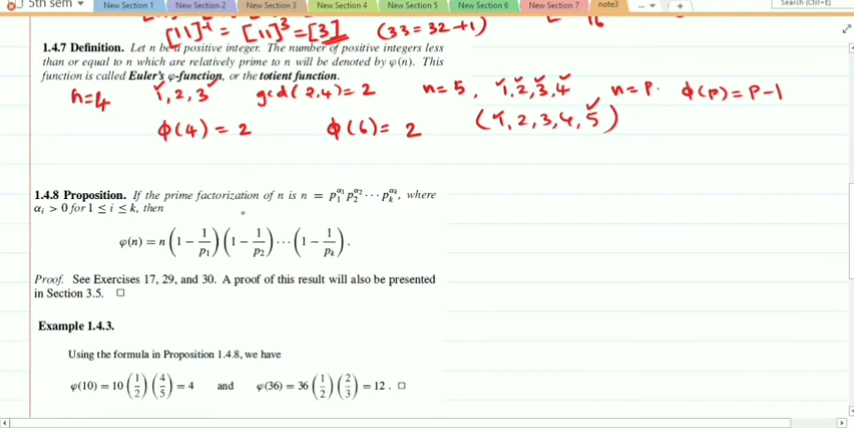 5th sem New Section 1 New Section 2 New Section 3 New Section 4 New Section 5 New Section 6 New Section 7 note3
Search (Ctrl+E)
[11]⁻¹ = [11]³ = [3] (33 = 32 + 1) 16
1.4.7 Definition. Let n be a positive integer. The number of positive integers less
than or equal to n which are relatively prime to n will be denoted by φ(n). This
function is called Euler's φ-function, or the totient function.
n=4 1, 2, 3 gcd(2,4) = 2 n=5, 1,2,3,4 n=p. φ(p) = p-1
φ(4) = 2 φ(6) = 2 (1, 2, 3, 4, 5)
1.4.8 Proposition. If the prime factorization of n is n = p₁^α₁ p₂^α₂ ··· pₖ^αₖ, where
αᵢ > 0 for 1 ≤ i ≤ k, then
φ(n) = n (1 − 1/p₁) (1 − 1/p₂) ··· (1 − 1/pₖ).
Proof. See Exercises 17, 29, and 30. A proof of this result will also be presented
in Section 3.5. □
Example 1.4.3.
Using the formula in Proposition 1.4.8, we have
φ(10) = 10 (1/2) (4/5) = 4 and φ(36) = 36 (1/2) (2/3) = 12. □